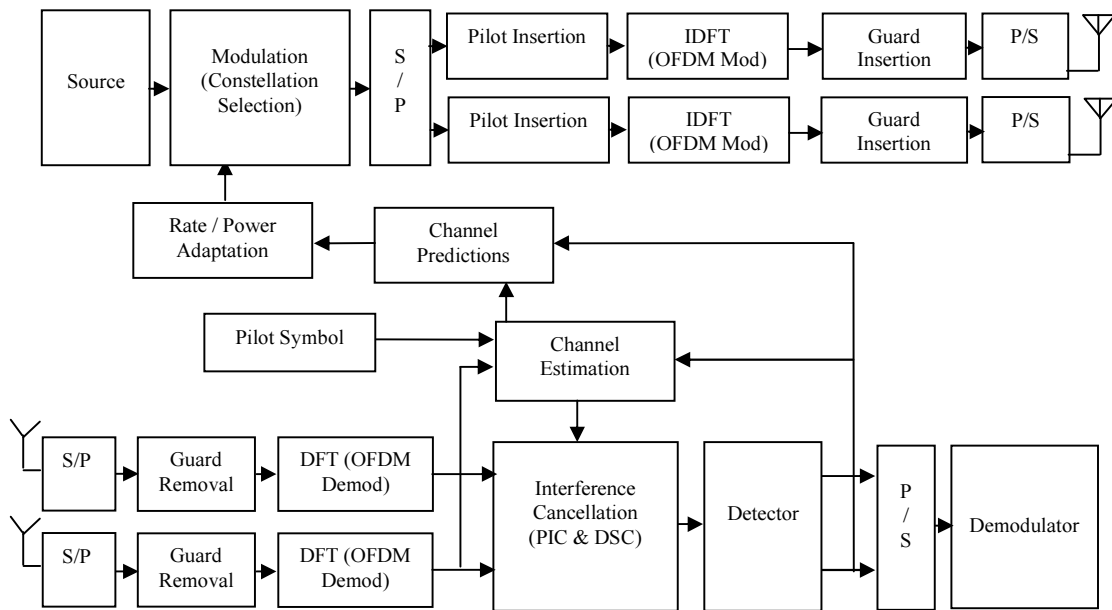 Source
Modulation
(Constellation
Selection)
S
/
P
Pilot Insertion
IDFT
(OFDM Mod)
Guard
Insertion
P/S
Pilot Insertion
IDFT
(OFDM Mod)
Guard
Insertion
P/S
Rate / Power
Adaptation
Channel
Predictions
Pilot Symbol
Channel
Estimation
S/P
Guard
Removal
DFT (OFDM
Demod)
S/P
Guard
Removal
DFT (OFDM
Demod)
Interference
Cancellation
(PIC & DSC)
Detector
P
/
S
Demodulator